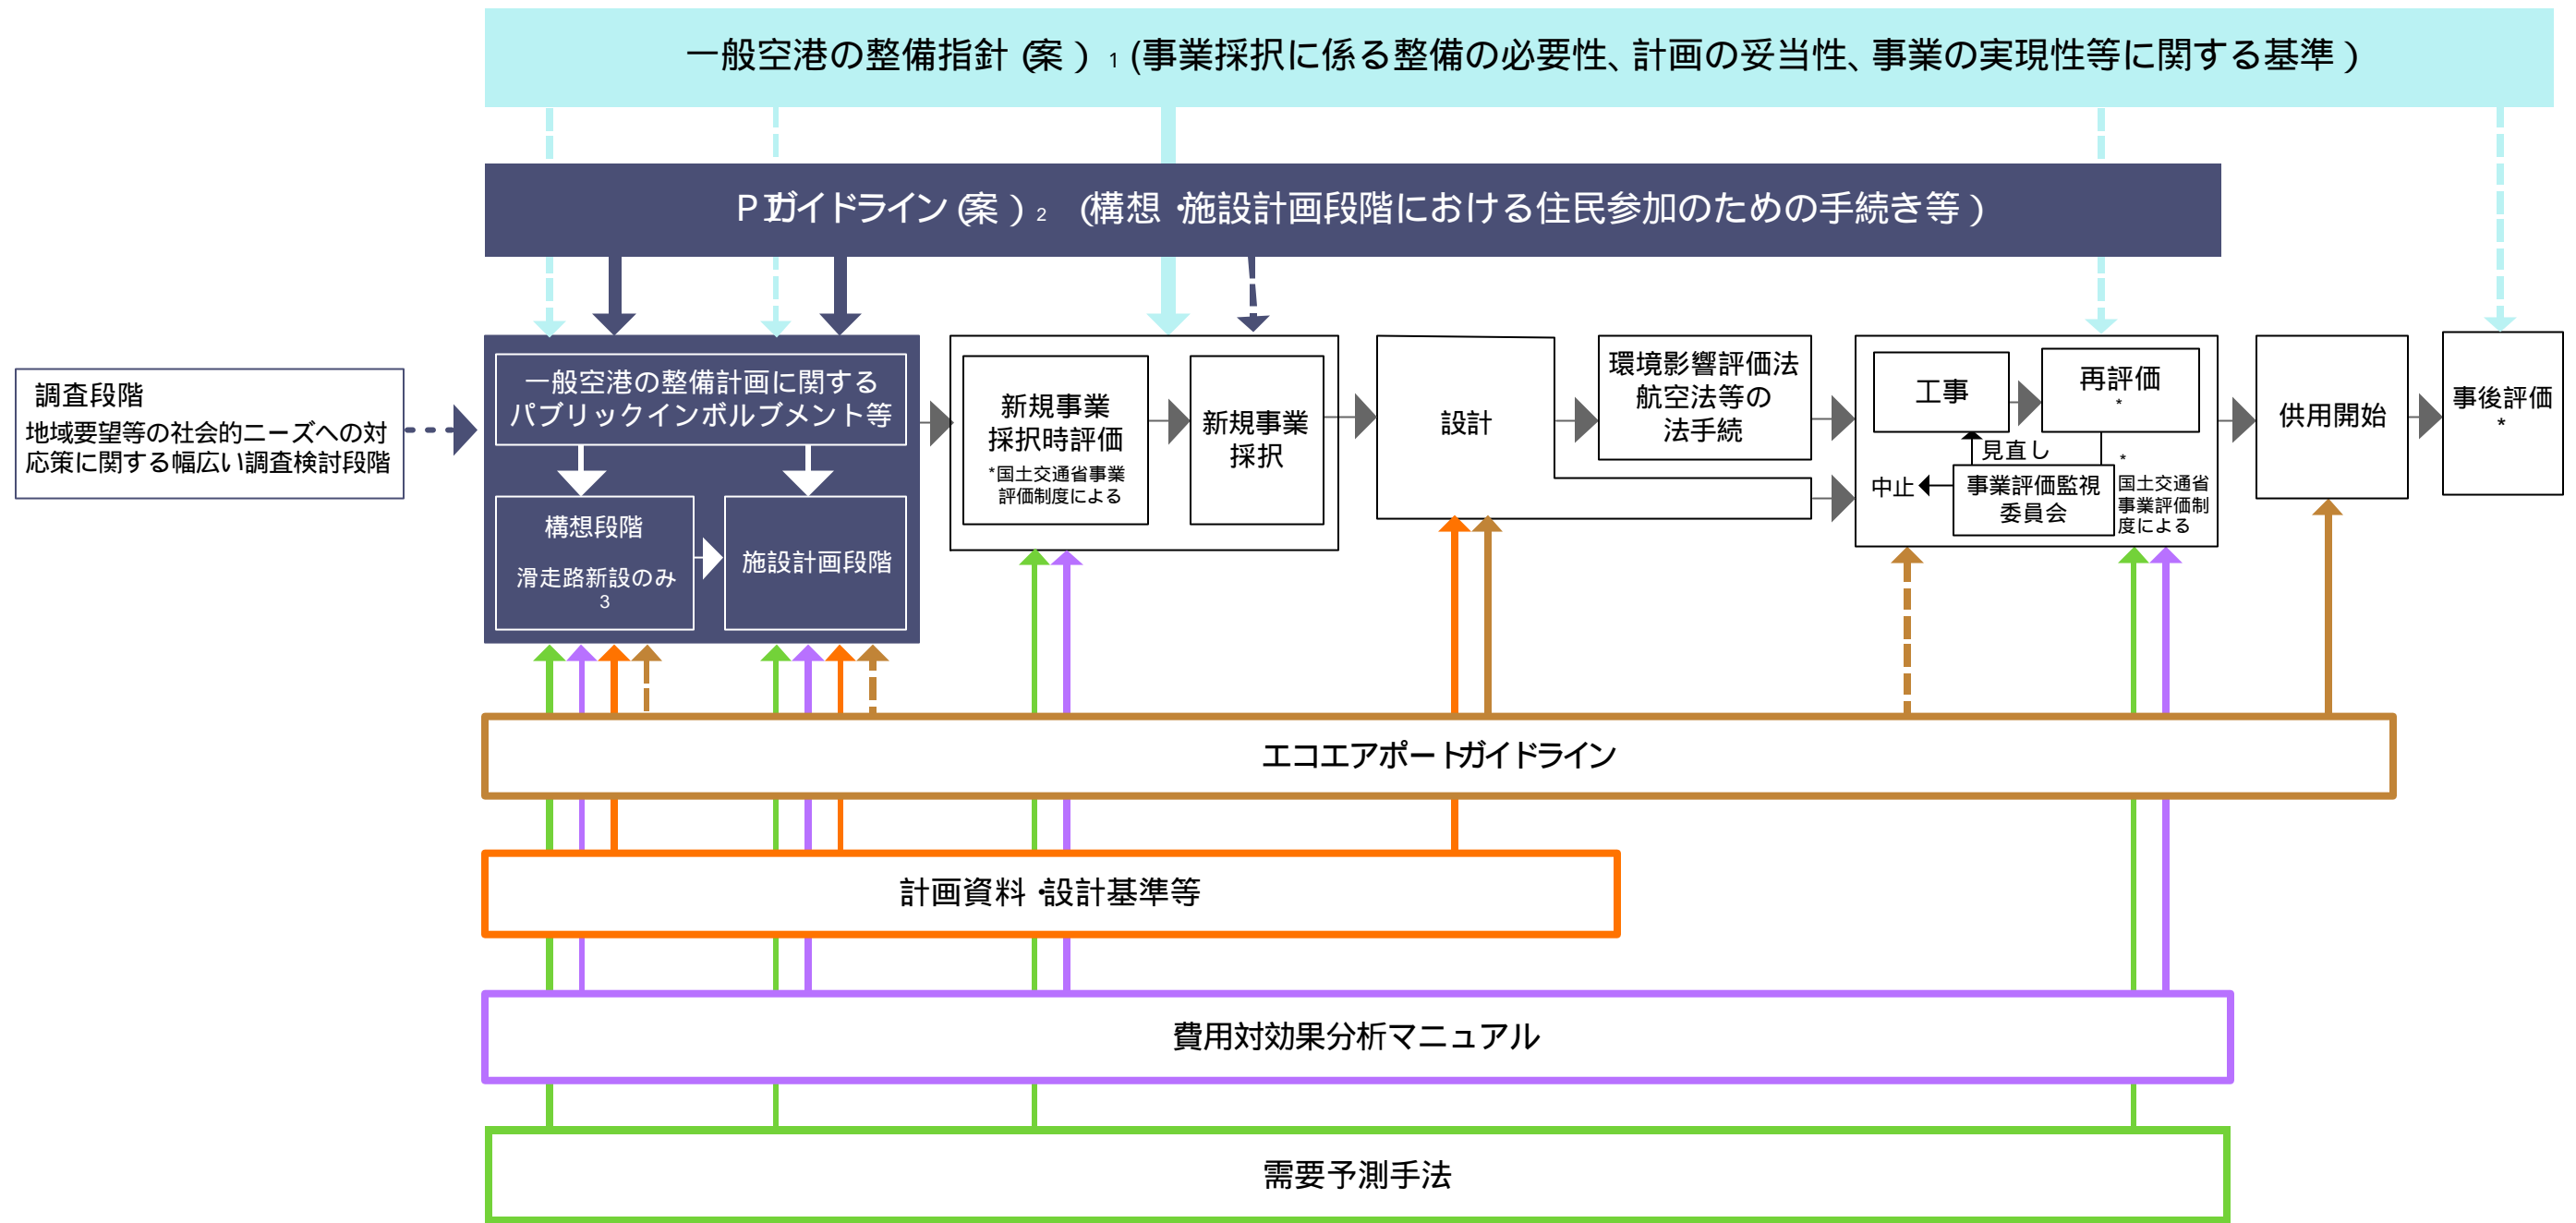 一般空港の整備指針（案）1（事業採択に係る整備の必要性、計画の妥当性、事業の実現性等に関する基準）
ＰＩガイドライン（案）2 （構想・施設計画段階における住民参加のための手続き等）
調査段階
地域要望等の社会的ニーズへの対
応策に関する幅広い調査検討段階
一般空港の整備計画に関する
パブリックインボルブメント等
構想段階
滑走路新設のみ
3
施設計画段階
新規事業
採択時評価
*国土交通省事業
評価制度による
新規事業
採択
設計
環境影響評価法
航空法等の
法手続
工事
再評価
*
見直し
中止
事業評価監視
委員会
*
国土交通省
事業評価制
度による
供用開始
事後評価
*
エコエアポートガイドライン
計画資料・設計基準等
費用対効果分析マニュアル
需要予測手法